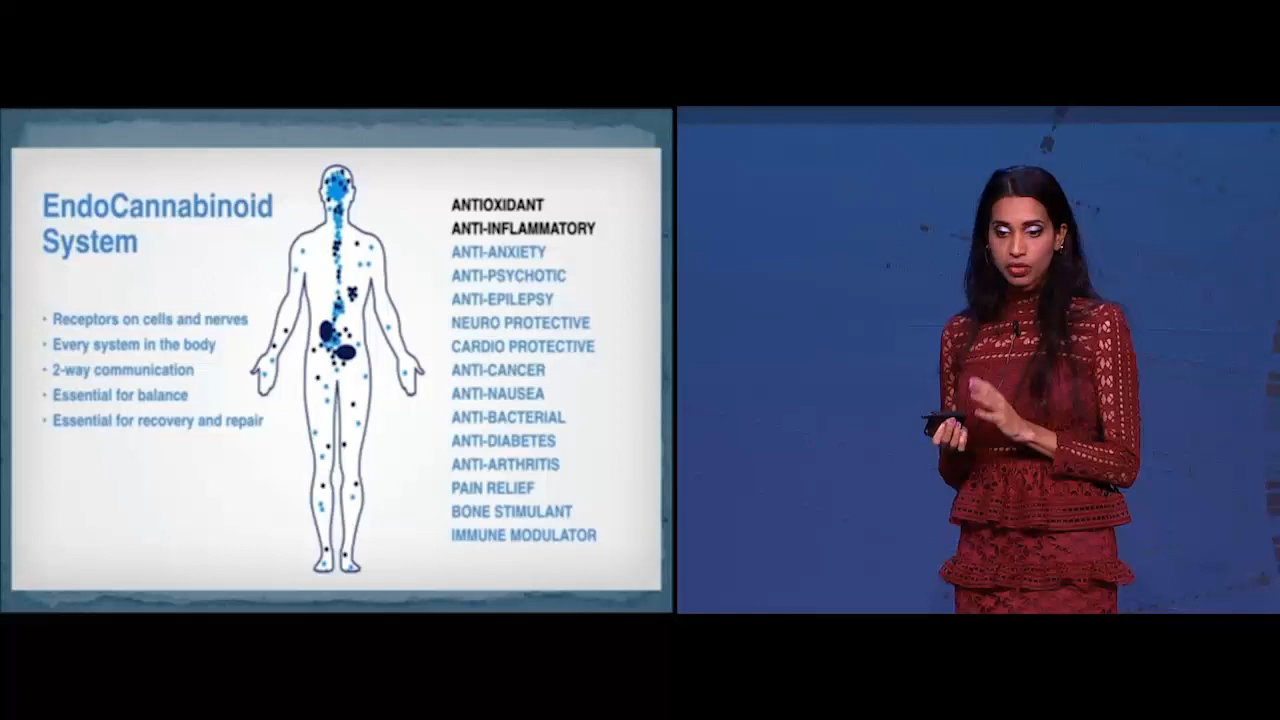 EndoCannabinoid
System
• Receptors on cells and nerves
• Every system in the body
• 2-way communication
• Essential for balance
• Essential for recovery and repair
ANTIOXIDANT
ANTI-INFLAMMATORY
ANTI-ANXIETY
ANTI-PSYCHOTIC
ANTI-EPILEPSY
NEURO PROTECTIVE
CARDIO PROTECTIVE
ANTI-CANCER
ANTI-NAUSEA
ANTI-BACTERIAL
ANTI-DIABETES
ANTI-ARTHRITIS
PAIN RELIEF
BONE STIMULANT
IMMUNE MODULATOR